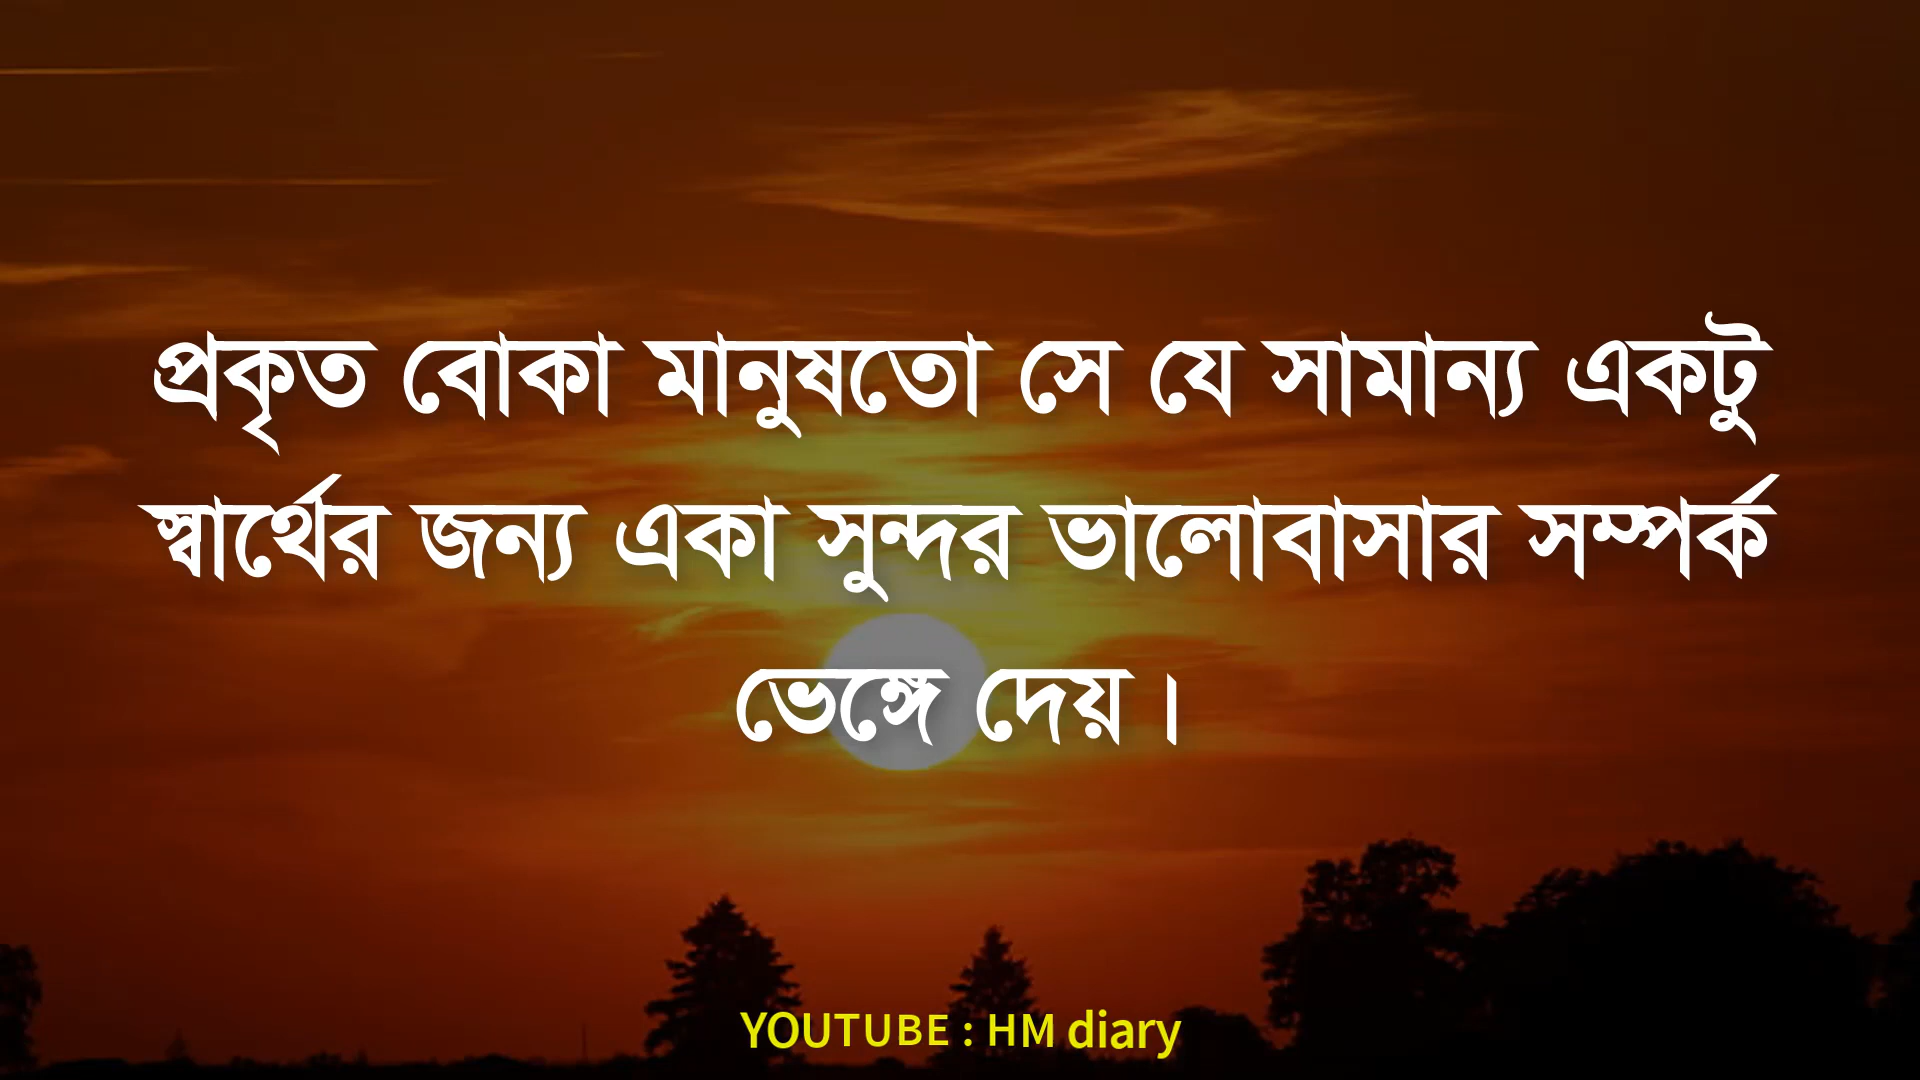 প্রকৃত বোকা মানুষতো সে যে সামান্য একটু
স্বার্থের জন্য একা সুন্দর ভালোবাসার সম্পর্ক
ভেঙ্গে দেয়।
YOUTUBE : HM diary